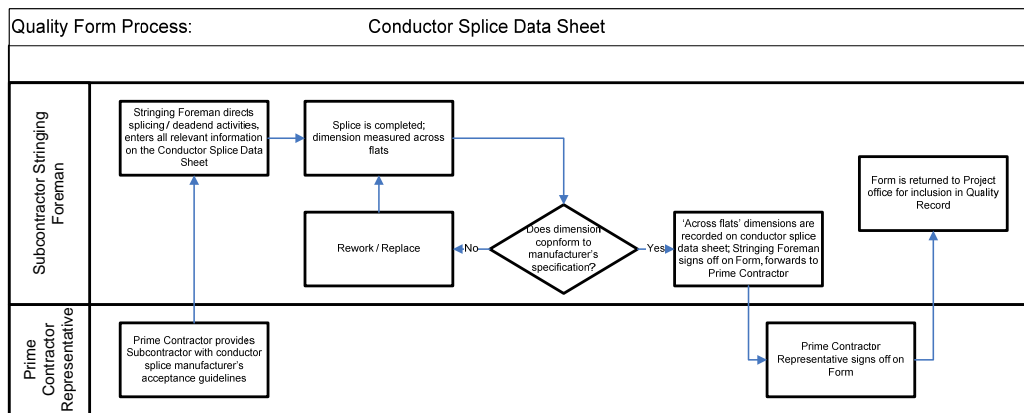 Quality Form Process: Conductor Splice Data Sheet
Subcontractor Stringing
Foreman
Stringing Foreman directs
splicing / deadend activities,
enters all relevant information
on the Conductor Splice Data
Sheet
Splice is completed;
dimension measured across
flats
Rework / Replace
No
Does dimension
copnform to
manufacturer's
specification?
Yes
'Across flats' dimensions are
recorded on conductor splice
data sheet; Stringing Foreman
signs off on Form, forwards to
Prime Contractor
Form is returned to Project
office for inclusion in Quality
Record
Prime
Contractor
Representative
Prime Contractor provides
Subcontractor with conductor
splice manufacturer's
acceptance guidelines
Prime Contractor
Representative signs off on
Form